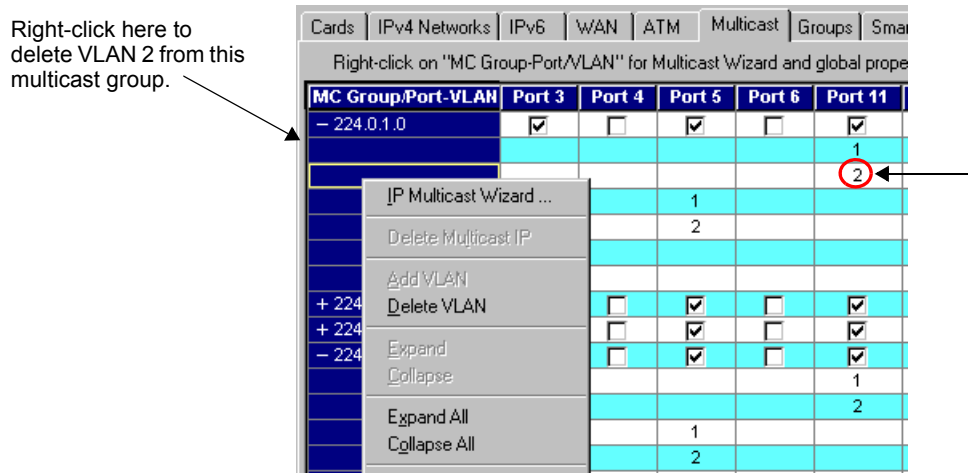 Right-click here to
delete VLAN 2 from this
multicast group.
Cards IPv4 Networks IPv6 WAN ATM Multicast Groups
Right-click on "MC Group-Port/VLAN" for Multicast Wizard and global
MC Group/Port-VLAN Port 3 Port 4 Port 5 Port 6 Port 11
− 224.0.1.0
1
2
IP Multicast Wizard ...
1
Delete Multicast IP
2
Add VLAN
Delete VLAN
+ 224
+ 224
− 224
Expand
Collapse
1
2
Expand All
Collapse All
1
2